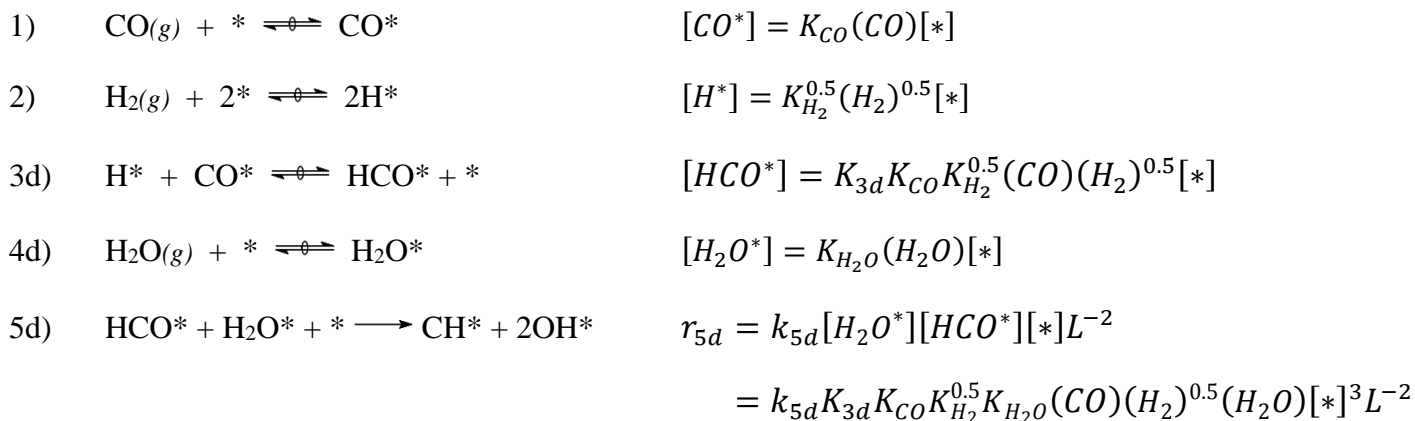 1) CO(g) + * ⇌ CO* [CO*] = K_CO(CO)[*]
2) H₂(g) + 2* ⇌ 2H* [H*] = K_H₂^0.5(H₂)^0.5[*]
3d) H* + CO* ⇌ HCO* + * [HCO*] = K_3d K_CO K_H₂^0.5(CO)(H₂)^0.5[*]
4d) H₂O(g) + * ⇌ H₂O* [H₂O*] = K_H₂O(H₂O)[*]
5d) HCO* + H₂O* + * → CH* + 2OH* r_5d = k_5d[H₂O*][HCO*][*]L^−2
= k_5d K_3d K_CO K_H₂^0.5 K_H₂O(CO)(H₂)^0.5(H₂O)[*]^3 L^−2